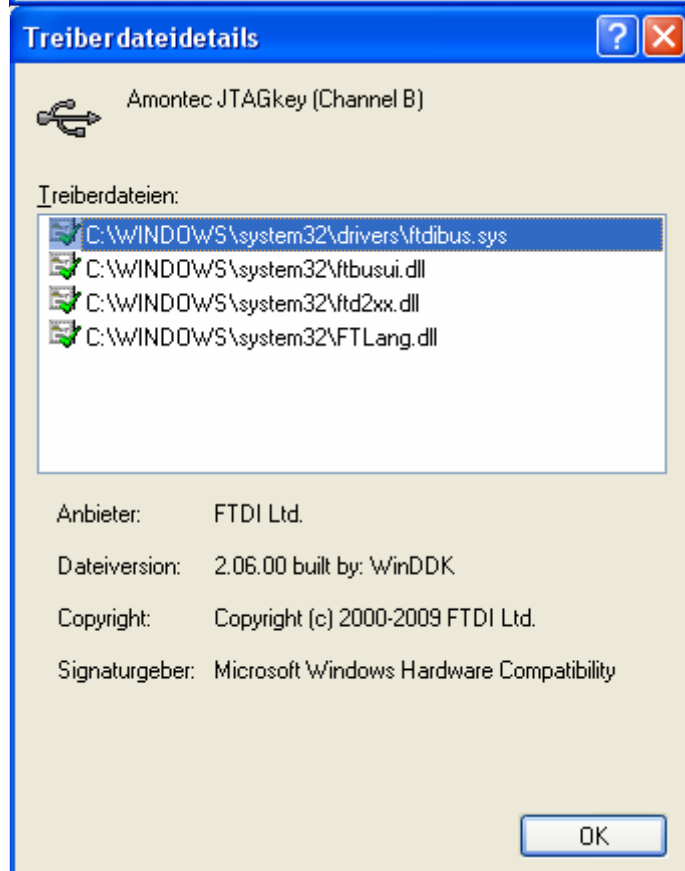 Treiberdateidetails
Amontec JTAGkey (Channel B)
Treiberdateien:
C:\WINDOWS\system32\drivers\ftdibus.sys
C:\WINDOWS\system32\ftbusui.dll
C:\WINDOWS\system32\ftd2xx.dll
C:\WINDOWS\system32\FTLang.dll
Anbieter: FTDI Ltd.
Dateiversion: 2.06.00 built by: WinDDK
Copyright: Copyright (c) 2000-2009 FTDI Ltd.
Signaturgeber: Microsoft Windows Hardware Compatibility
OK